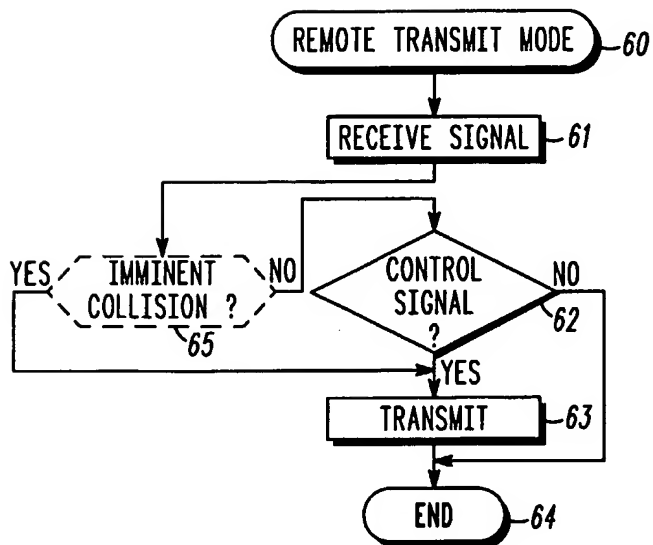 REMOTE TRANSMIT MODE
60
RECEIVE SIGNAL
61
YES
IMMINENT
COLLISION ?
65
NO
CONTROL
SIGNAL
?
NO
62
YES
TRANSMIT
63
END
64